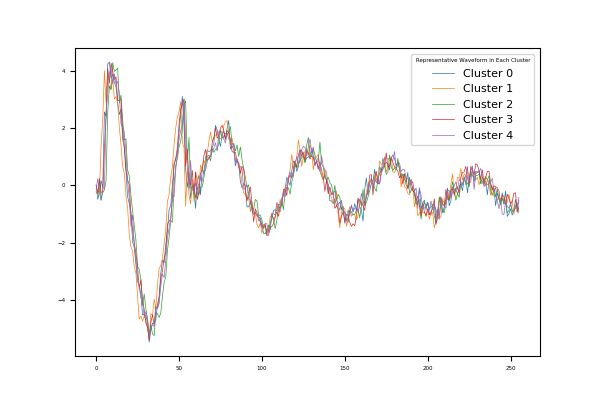 Representative Waveform in Each Cluster
Cluster 0
Cluster 1
Cluster 2
Cluster 3
Cluster 4
4
2
0
−2
−4
0 50 100 150 200 250